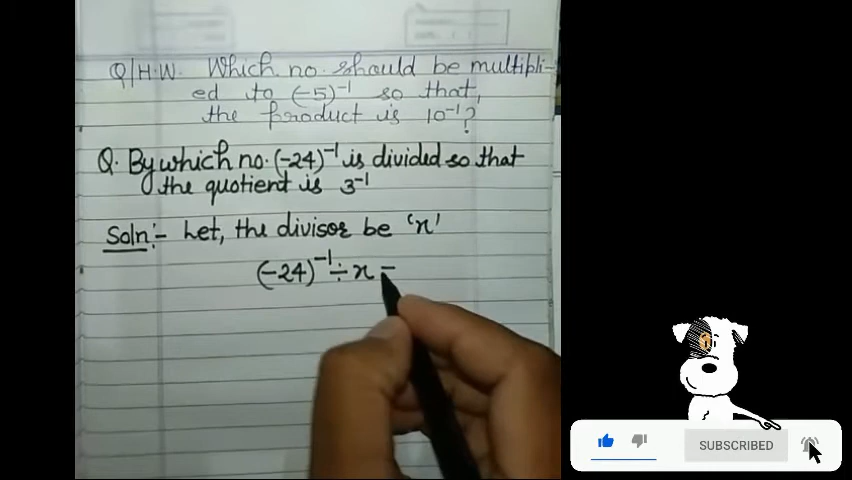 Q/H.W. Which no. should be multipli-
ed to (-5)⁻¹ so that,
the product is 10⁻¹?
Q. By which no. (-24)⁻¹ is divided so that
the quotient is 3⁻¹
Soln:- Let, the divisor be 'x'
(-24)⁻¹ ÷ x =
SUBSCRIBED